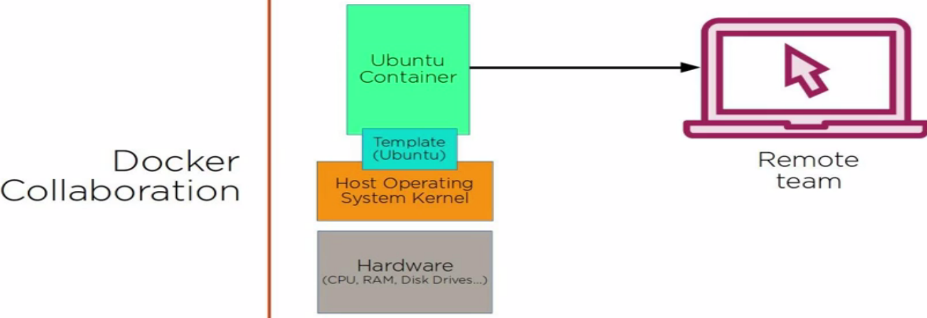 Docker
Collaboration
Ubuntu
Container
Template
(Ubuntu)
Host Operating
System Kernel
Hardware
(CPU, RAM, Disk Drives...)
Remote
team